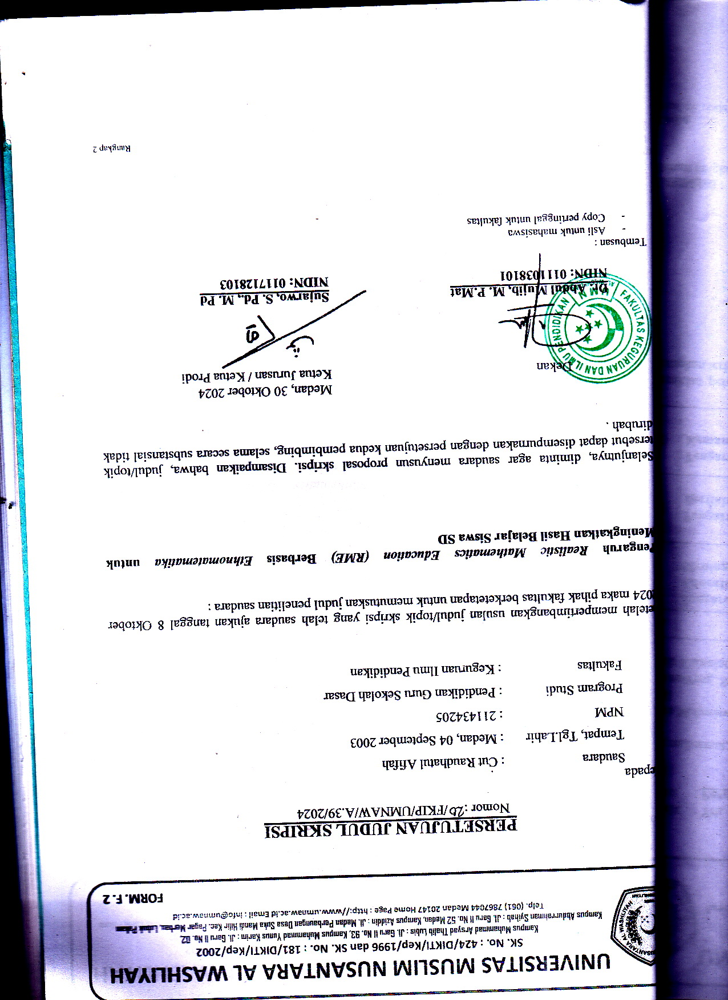 UNIVERSITAS MUSLIM NUSANTARA AL WASHLIYAH
SK. No. : 424/DIKTI/Kep/1996 dan SK. No. : 181/DIKTI/Kep/2002
Kampus Muhammad Arsyad Thalib Lubis : Jl. Garu II No. 93, Kampus Muhammad Yunus Karim : Jl. Garu II No. 02
Kampus Abdurrahman Syihab : Jl. Garu II No. 52 Medan, Kampus Aziddin : Jl. Medan Perbaungan Desa Suka Mandi Hilir Kec. Pagar
Telp. (061) 7867044 Medan 20147 Home Page : http://www.umnaw.ac.id Email : info@umnaw.ac.id
FORM. F. 2
PERSETUJUAN JUDUL SKRIPSI
Nomor : 26/FKIP/UMNAW/A.39/2024
epada
Saudara : Cut Raudhatul Afifah
Tempat, Tgl.Lahir : Medan, 04 September 2003
NPM : 211434205
Program Studi : Pendidikan Guru Sekolah Dasar
Fakultas : Keguruan Ilmu Pendidikan
etelah mempertimbangkan usulan judul/topik skripsi yang telah saudara ajukan tanggal 8 Oktober
024 maka pihak fakultas berketetapan untuk memutuskan judul penelitian saudara :
Pengaruh Realistic Mathematics Education (RME) Berbasis Ethnomatematika untuk
Meningkatkan Hasil Belajar Siswa SD
Selanjutnya, diminta agar saudara menyusun proposal skripsi. Disampaikan bahwa, judul/topik
tersebut dapat disempurnakan dengan persetujuan kedua pembimbing, selama secara substansial tidak
dirubah .
Medan, 30 Oktober 2024
Dekan
Ketua Jurusan / Ketua Prodi
FAKULTAS KEGURUAN DAN ILMU PENDIDIKAN
Dr. Abdul Mujib, M. P.Mat
NIDN: 0111038101
Sujarwo, S. Pd., M. Pd
NIDN: 0117128103
Tembusan :
- Asli untuk mahasiswa
- Copy pertinggal untuk fakultas
Rangkap 2